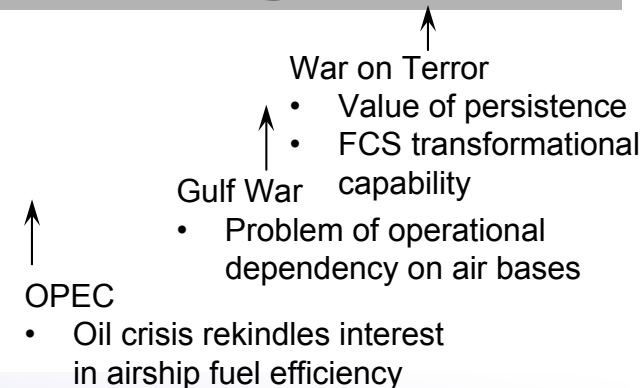 War on Terror
• Value of persistence
• FCS transformational
capability
Gulf War
• Problem of operational
dependency on air bases
OPEC
• Oil crisis rekindles interest
in airship fuel efficiency